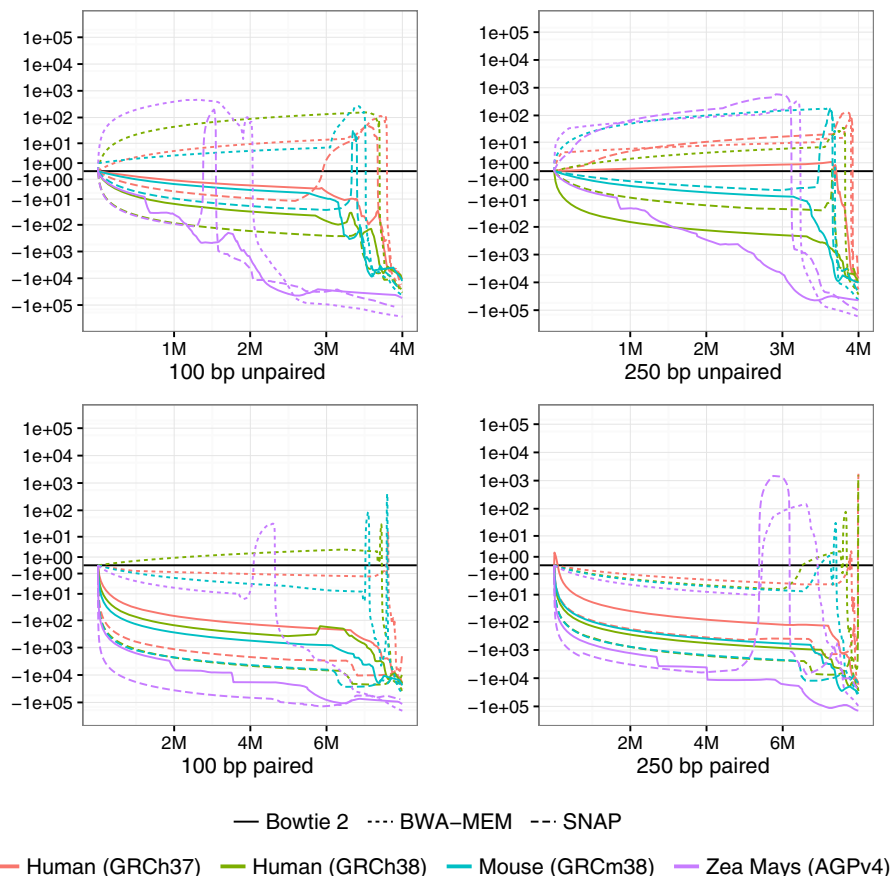 1e+05
1e+04
1e+03
1e+02
1e+01
1e+00
−1e+00
−1e+01
−1e+02
−1e+03
−1e+04
−1e+05
1M 2M 3M 4M
100 bp unpaired
1e+05
1e+04
1e+03
1e+02
1e+01
1e+00
−1e+00
−1e+01
−1e+02
−1e+03
−1e+04
−1e+05
1M 2M 3M 4M
250 bp unpaired
1e+05
1e+04
1e+03
1e+02
1e+01
1e+00
−1e+00
−1e+01
−1e+02
−1e+03
−1e+04
−1e+05
2M 4M 6M
100 bp paired
1e+05
1e+04
1e+03
1e+02
1e+01
1e+00
−1e+00
−1e+01
−1e+02
−1e+03
−1e+04
−1e+05
2M 4M 6M
250 bp paired
Bowtie 2 BWA−MEM SNAP
Human (GRCh37) Human (GRCh38) Mouse (GRCm38) Zea Mays (AGPv4)